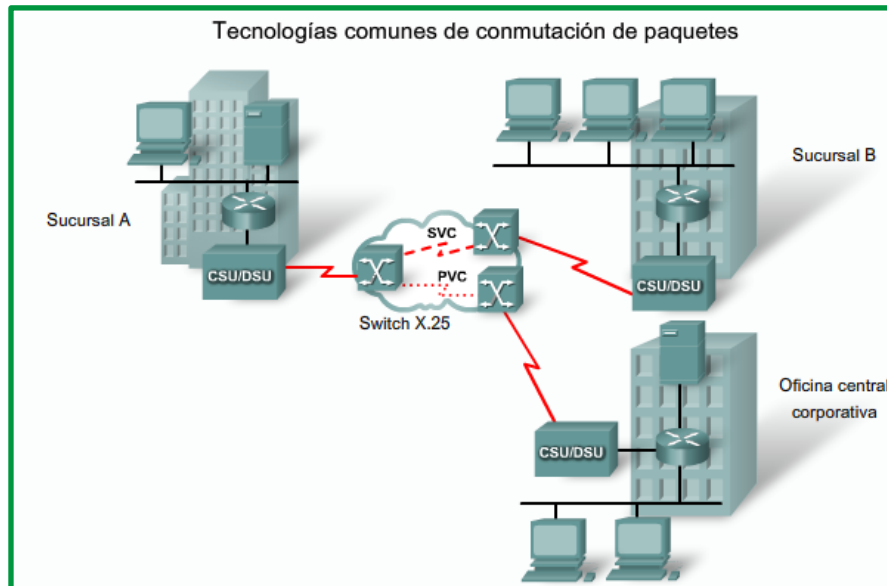 Tecnologías comunes de conmutación de paquetes
Sucursal A
CSU/DSU
SVC
PVC
Switch X.25
Sucursal B
CSU/DSU
Oficina central
corporativa
CSU/DSU